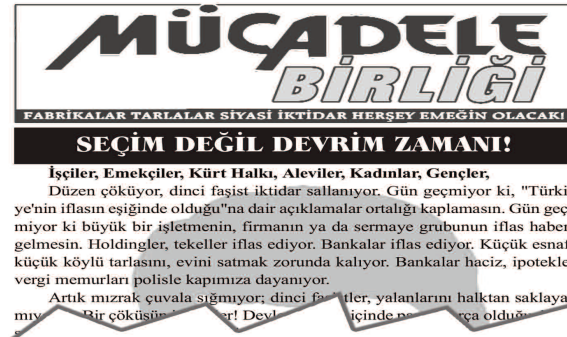 MÜCADELE
BİRLİĞİ
FABRİKALAR TARLALAR SİYASİ İKTİDAR HERŞEY EMEĞİN OLACAK!
SEÇİM DEĞİL DEVRİM ZAMANI!
İşçiler, Emekçiler, Kürt Halkı, Aleviler, Kadınlar, Gençler,
Düzen çöküyor, dinci faşist iktidar sallanıyor. Gün geçmiyor ki, "Türki
ye'nin iflasın eşiğinde olduğu"na dair açıklamalar ortalığı kaplamasın. Gün geç
miyor ki büyük bir işletmenin, firmanın ya da sermaye grubunun iflas haber
gelmesin. Holdingler, tekeller iflas ediyor. Bankalar iflas ediyor. Küçük esnaf
küçük köylü tarlasını, evini satmak zorunda kalıyor. Bankalar haciz, ipotekle
vergi memurları polisle kapımıza dayanıyor.
Artık mızrak çuvala sığmıyor; dinci yalanlarını halktan saklaya
Bir içinde